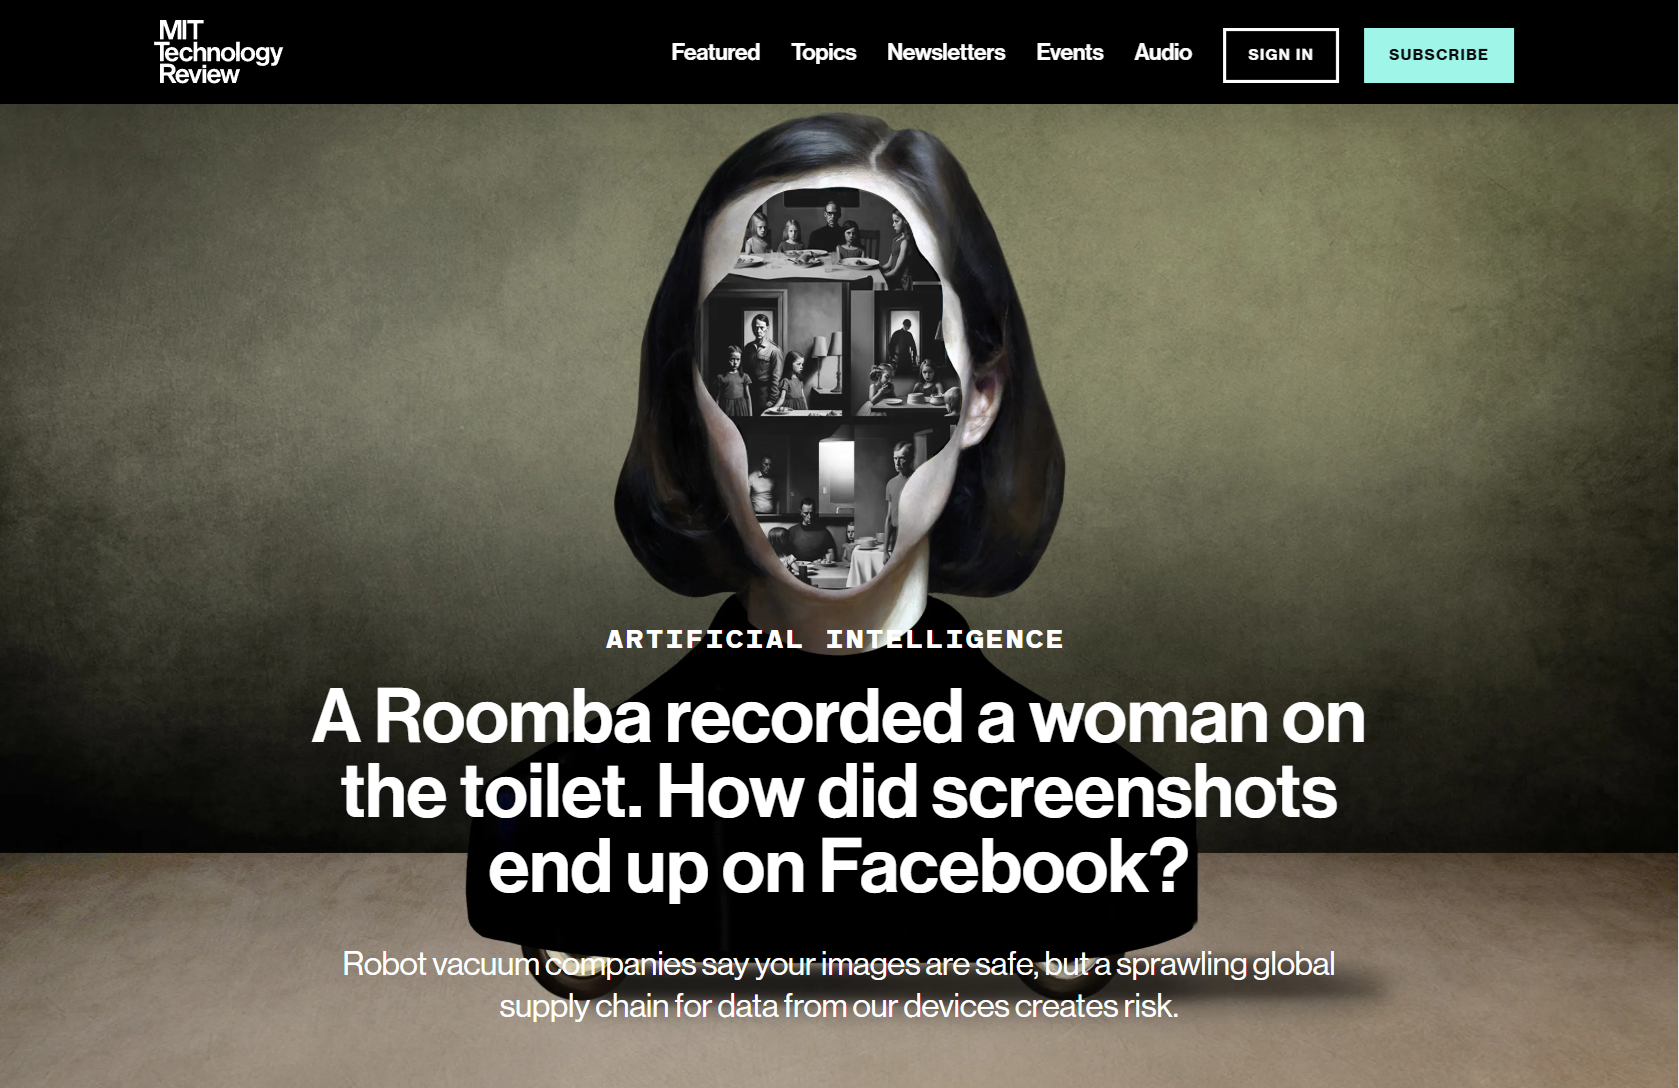 MIT
Technology
Review
Featured Topics Newsletters Events Audio SIGN IN SUBSCRIBE
ARTIFICIAL INTELLIGENCE
A Roomba recorded a woman on
the toilet. How did screenshots
end up on Facebook?
Robot vacuum companies say your images are safe, but a sprawling global
supply chain for data from our devices creates risk.